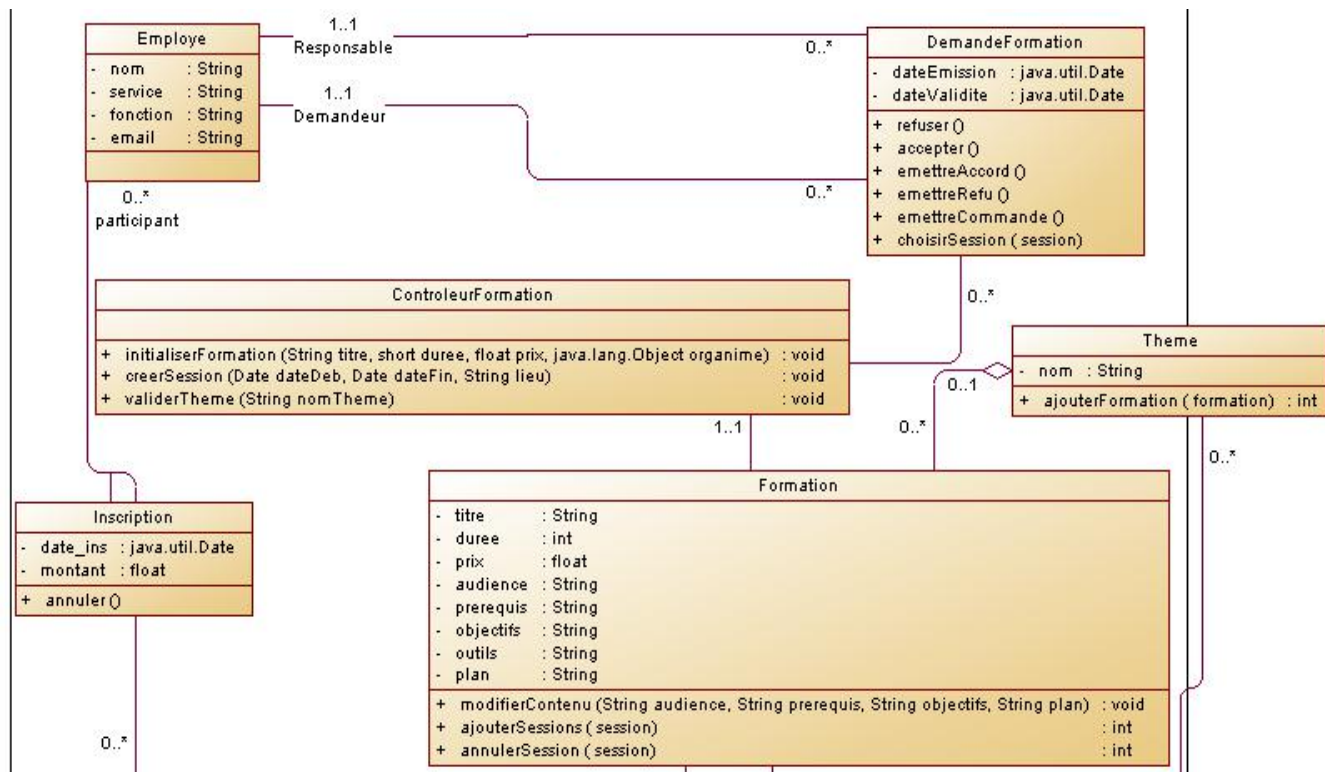 Employe
- nom : String
- service : String
- fonction : String
- email : String
1..1
Responsable
0..*
1..1
Demandeur
0..*
DemandeFormation
- dateEmission : java.util.Date
- dateValidite : java.util.Date
+ refuser ()
+ accepter ()
+ emettreAccord ()
+ emettreRefu ()
+ emettreCommande ()
+ choisirSession ( session)
0..*
participant
0..*
ControleurFormation
+ initialiserFormation (String titre, short duree, float prix, java.lang.Object organime) : void
+ creerSession (Date dateDeb, Date dateFin, String lieu) : void
+ validerTheme (String nomTheme) : void
Theme
- nom : String
+ ajouterFormation ( formation) : int
0..1
1..1
0..*
0..*
Inscription
- date_ins : java.util.Date
- montant : float
+ annuler ()
0..*
Formation
- titre : String
- duree : int
- prix : float
- audience : String
- prerequis : String
- objectifs : String
- outils : String
- plan : String
+ modifierContenu (String audience, String prerequis, String objectifs, String plan) : void
+ ajouterSessions ( session) : int
+ annulerSession ( session) : int